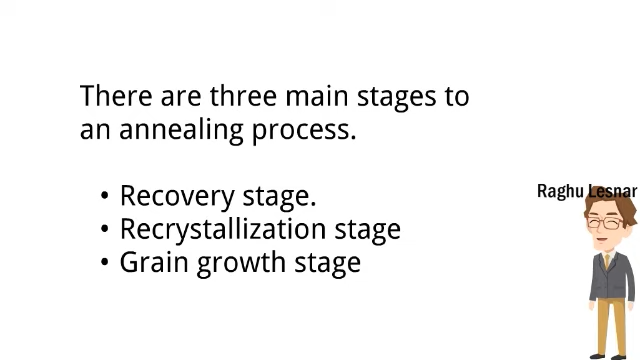 There are three main stages to
an annealing process.
• Recovery stage.
• Recrystallization stage
• Grain growth stage
Raghu Lesnar